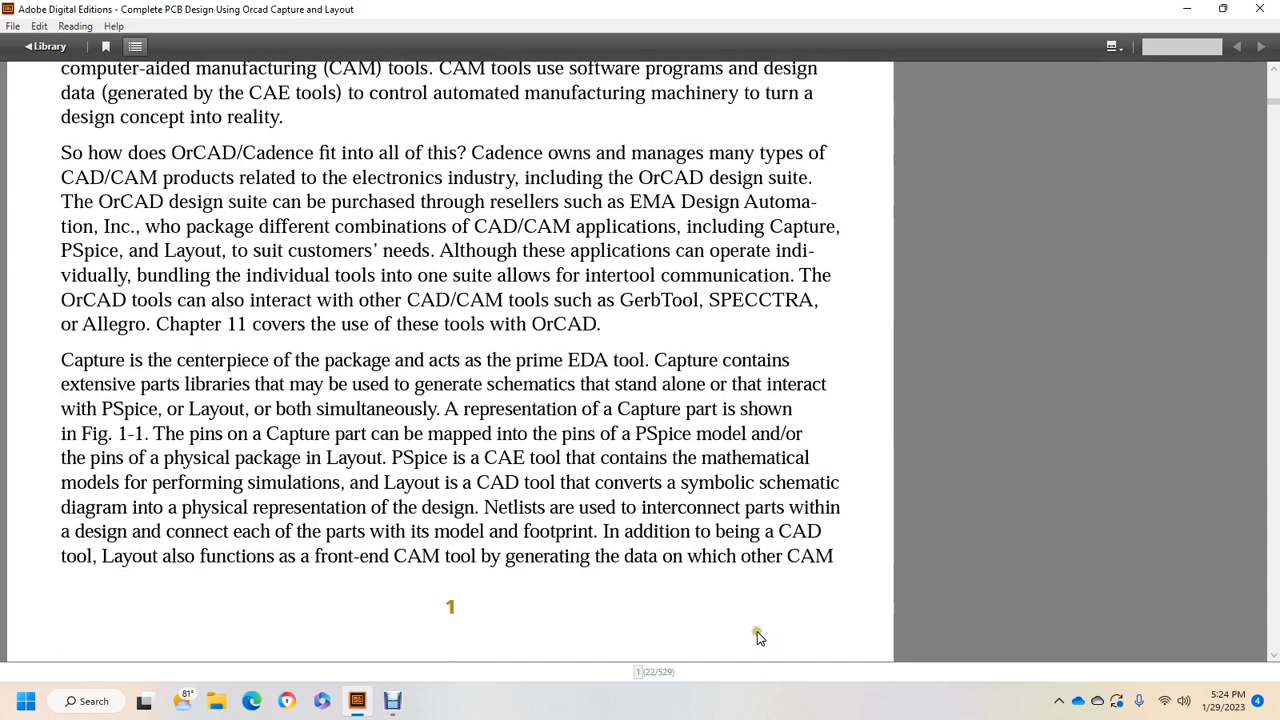 Adobe Digital Editions - Complete PCB Design Using Orcad Capture and Layout
File Edit Reading Help
Library
computer-aided manufacturing (CAM) tools. CAM tools use software programs and design
data (generated by the CAE tools) to control automated manufacturing machinery to turn a
design concept into reality.
So how does OrCAD/Cadence fit into all of this? Cadence owns and manages many types of
CAD/CAM products related to the electronics industry, including the OrCAD design suite.
The OrCAD design suite can be purchased through resellers such as EMA Design Automa-
tion, Inc., who package different combinations of CAD/CAM applications, including Capture,
PSpice, and Layout, to suit customers' needs. Although these applications can operate indi-
vidually, bundling the individual tools into one suite allows for intertool communication. The
OrCAD tools can also interact with other CAD/CAM tools such as GerbTool, SPECCTRA,
or Allegro. Chapter 11 covers the use of these tools with OrCAD.
Capture is the centerpiece of the package and acts as the prime EDA tool. Capture contains
extensive parts libraries that may be used to generate schematics that stand alone or that interact
with PSpice, or Layout, or both simultaneously. A representation of a Capture part is shown
in Fig. 1-1. The pins on a Capture part can be mapped into the pins of a PSpice model and/or
the pins of a physical package in Layout. PSpice is a CAE tool that contains the mathematical
models for performing simulations, and Layout is a CAD tool that converts a symbolic schematic
diagram into a physical representation of the design. Netlists are used to interconnect parts within
a design and connect each of the parts with its model and footprint. In addition to being a CAD
tool, Layout also functions as a front-end CAM tool by generating the data on which other CAM
1
1 (22/529)
81°
Search
5:24 PM
1/29/2023
4